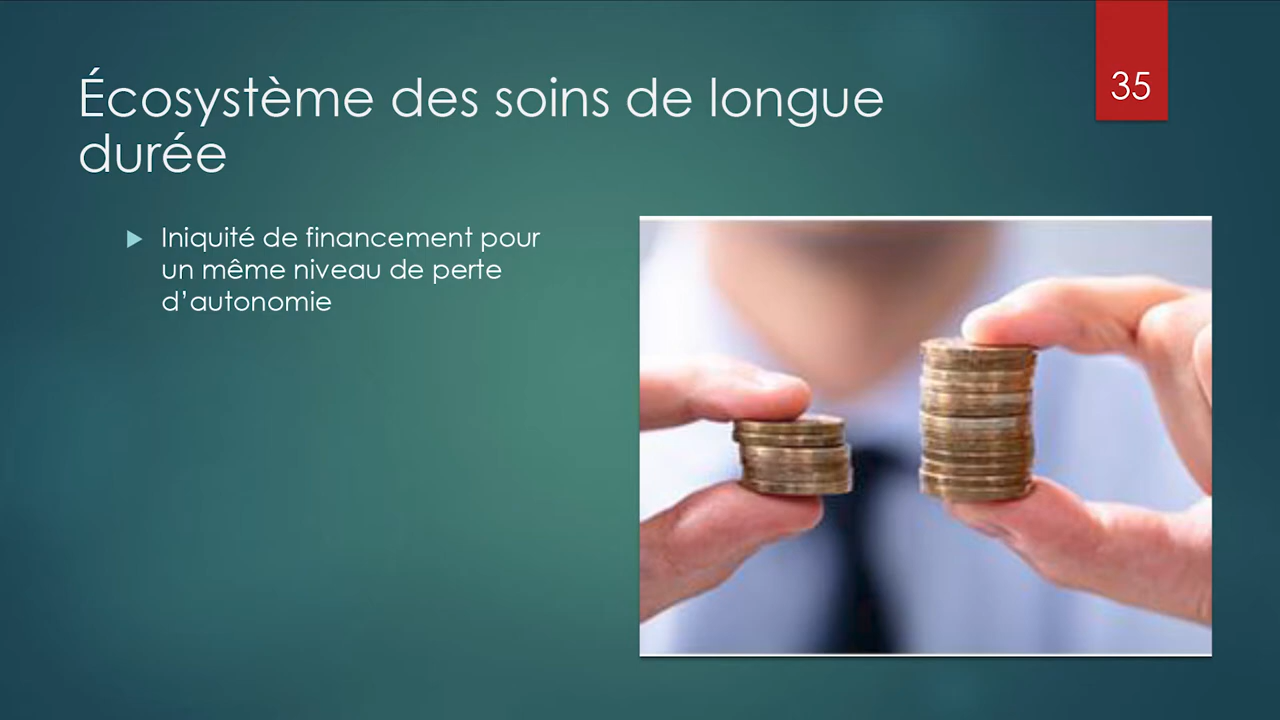 Écosystème des soins de longue
durée
35
Iniquité de financement pour
un même niveau de perte
d’autonomie